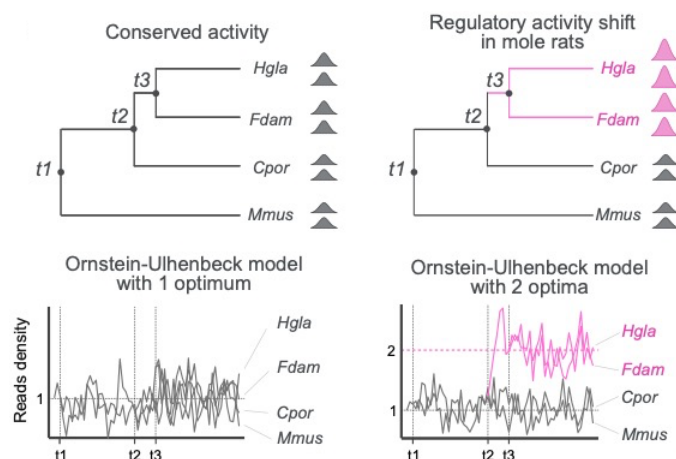 Conserved activity
Hgla
t3
t2
Fdam
t1
Cpor
Mmus
Regulatory activity shift
in mole rats
Hgla
t3
t2
Fdam
t1
Cpor
Mmus
Ornstein-Ulhenbeck model
with 1 optimum
Reads density
1
Hgla
Fdam
Cpor
Mmus
t1
t2
t3
Ornstein-Ulhenbeck model
with 2 optima
2
1
Hgla
Fdam
Cpor
Mmus
t1
t2
t3